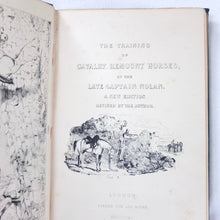 THE TRAINING
OF
CAVALRY REMOUNT HORSES,
BY THE
LATE CAPTAIN NOLAN.
A NEW EDITION
REVISED BY THE AUTHOR.
LONDON